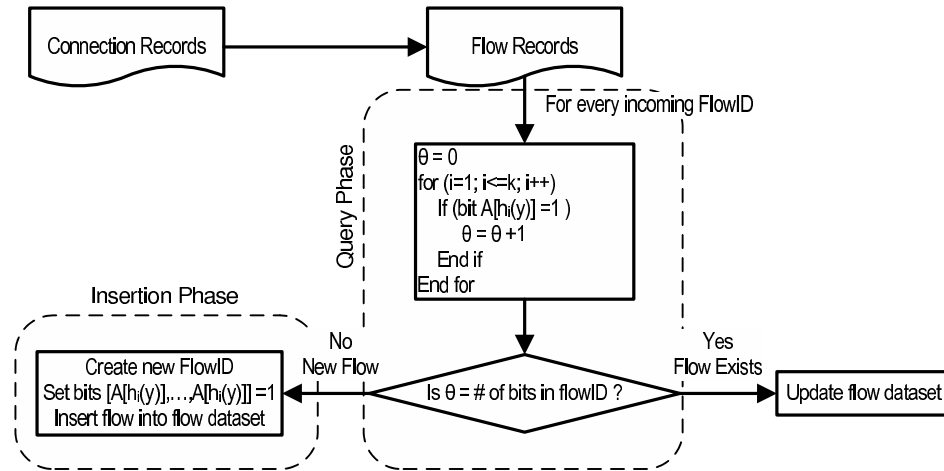 Connection Records
Flow Records
For every incoming FlowID
Query Phase
θ = 0
for (i=1; i<=k; i++)
If (bit A[hᵢ(y)] =1 )
θ = θ +1
End if
End for
Insertion Phase
No
New Flow
Yes
Flow Exists
Create new FlowID
Set bits [A[hᵢ(y)],...,A[hᵢ(y)]] =1
Insert flow into flow dataset
Is θ = # of bits in flowID ?
Update flow dataset